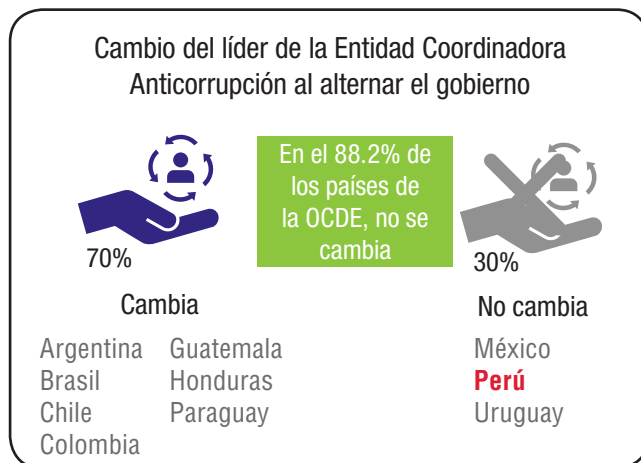 Cambio del líder de la Entidad Coordinadora
Anticorrupción al alternar el gobierno
En el 88.2% de
los países de
la OCDE, no se
cambia
70%
30%
Cambia
No cambia
Argentina
Brasil
Chile
Colombia
Guatemala
Honduras
Paraguay
México
Perú
Uruguay